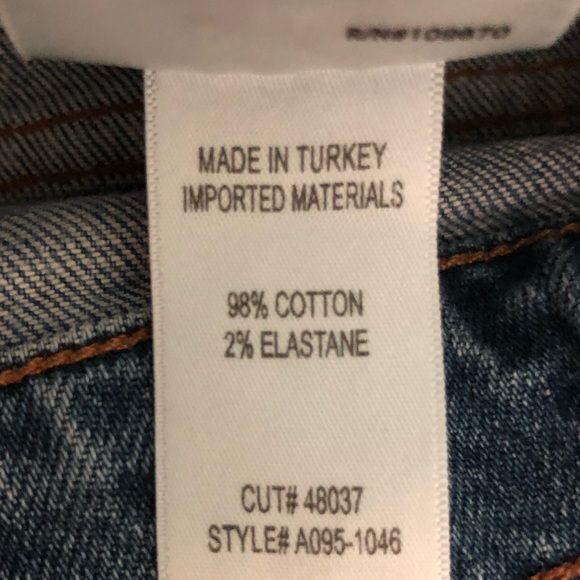 MADE IN TURKEY
IMPORTED MATERIALS
98% COTTON
2% ELASTANE
CUT# 48037
STYLE# A095-1046